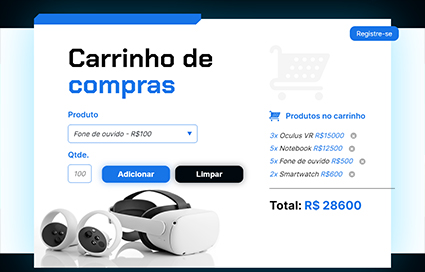 Registre-se
Carrinho de
compras
Produto
Fone de ouvido - R$100
Qtde.
100
Adicionar
Limpar
Produtos no carrinho
3x Oculus VR R$15000
5x Notebook R$12500
5x Fone de ouvido R$500
2x Smartwatch R$600
Total: R$ 28600